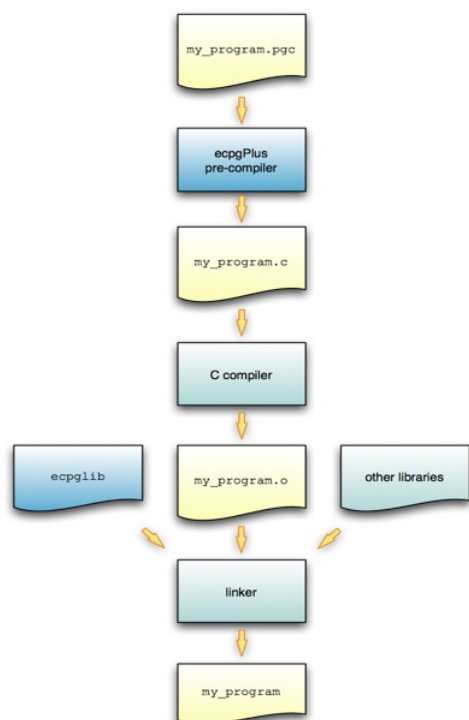 my_program.pgc
ecpgPlus
pre-compiler
my_program.c
C compiler
ecpglib
my_program.o
other libraries
linker
my_program